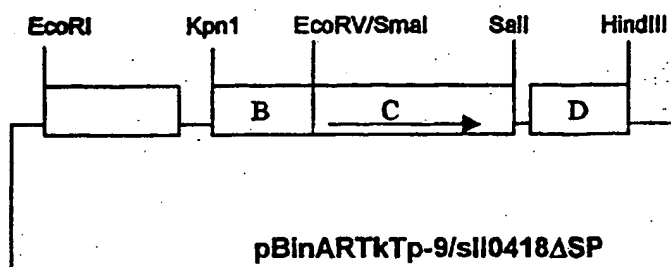 EcoRI Kpn1 EcoRV/SmaI SalI HindIII
B C D
pBinARTkTp-9/sll0418ΔSP